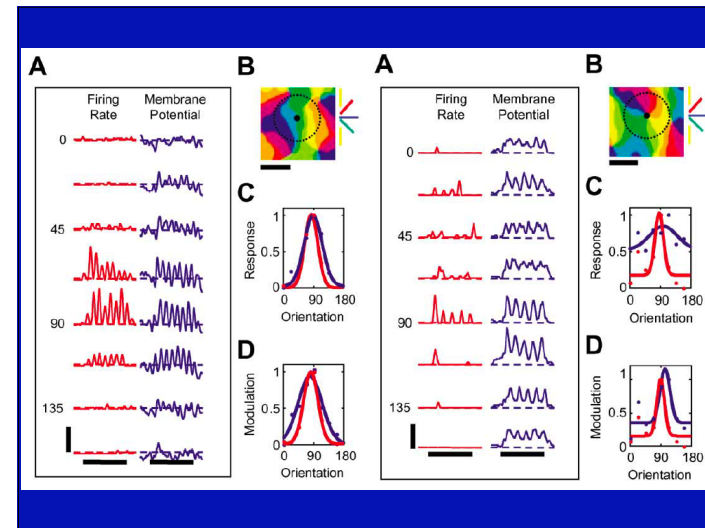 A
Firing
Rate
Membrane
Potential
0
45
90
135
B
C
Response
1
0.5
0
0 90 180
Orientation
D
Modulation
1
0.5
0
0 90 180
Orientation
A
Firing
Rate
Membrane
Potential
0
45
90
135
B
C
Response
1
0.5
0
0 90 180
Orientation
D
Modulation
1
0.5
0
0 90 180
Orientation